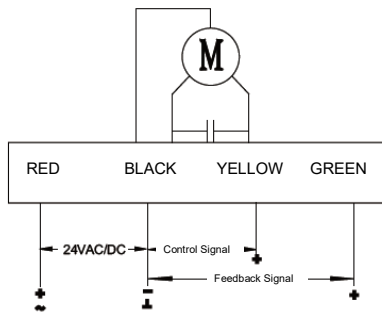 M
RED BLACK YELLOW GREEN
24VAC/DC Control Signal
Feedback Signal